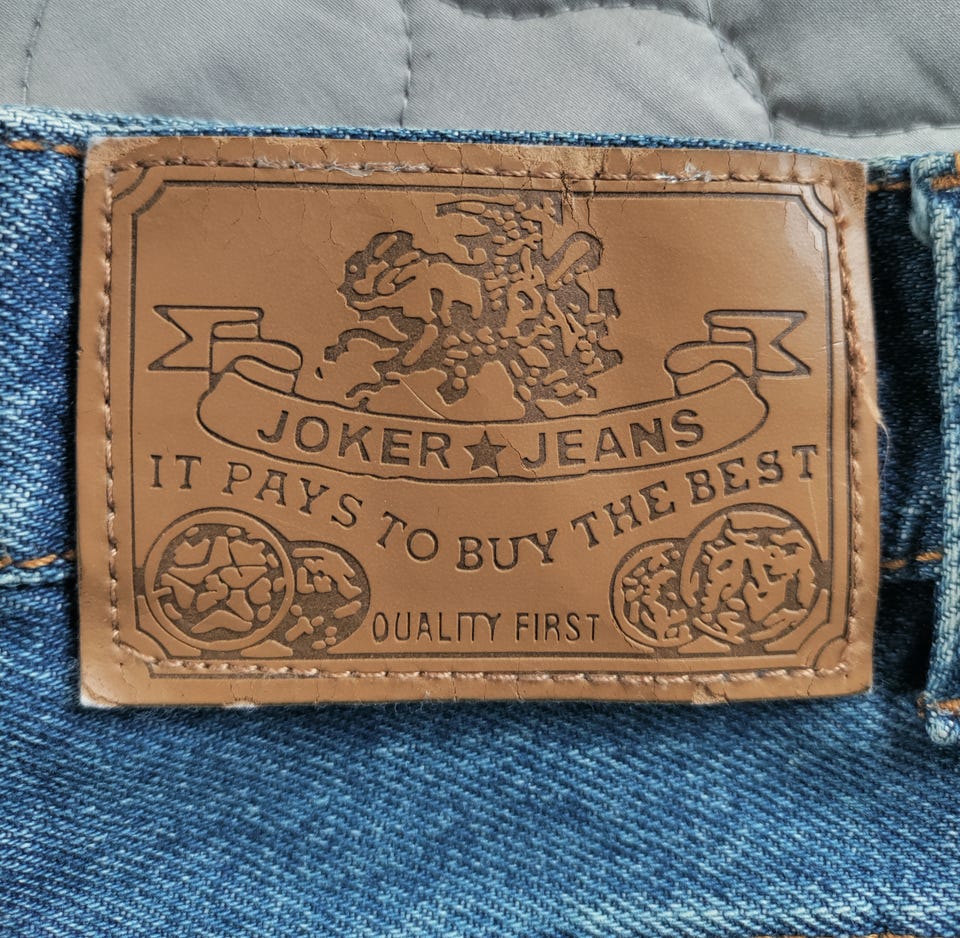 JOKER★JEANS
IT PAYS TO BUY THE BEST
QUALITY FIRST